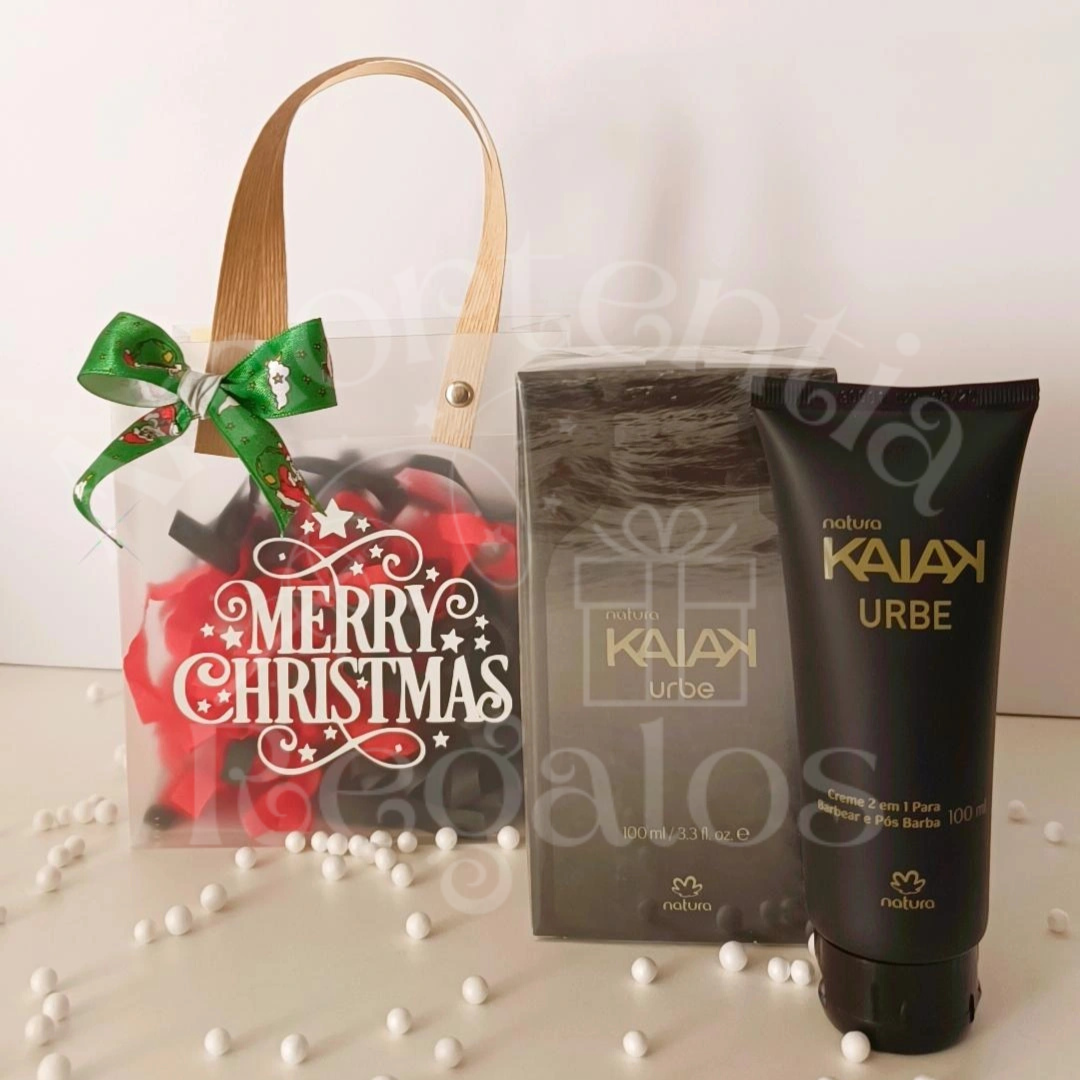 MERRY
CHRISTMAS
natura
KAIAK
urbe
100 ml / 3.3 fl. oz. e
natura
natura
KAIAK
URBE
Creme 2 em 1 Para
Barbear e Pós Barba
100 ml
natura
Regalos